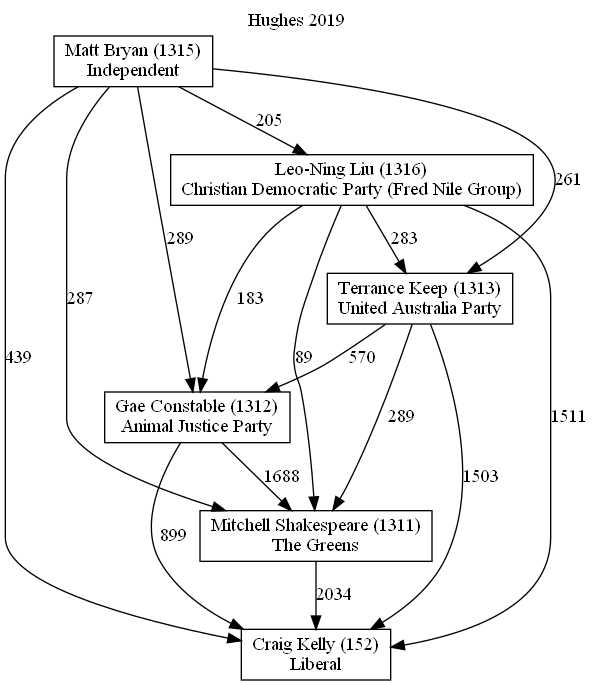 Hughes 2019
Matt Bryan (1315)
Independent
205
Leo-Ning Liu (1316)
Christian Democratic Party (Fred Nile Group)
261
289
283
287
183
Terrance Keep (1313)
United Australia Party
439
89
570
1511
Gae Constable (1312)
Animal Justice Party
289
1688
1503
Mitchell Shakespeare (1311)
The Greens
899
2034
Craig Kelly (152)
Liberal